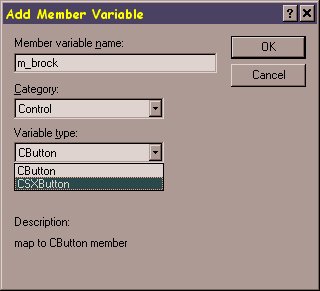 Add Member Variable
Member variable name:
OK
m_brock
Cancel
Category:
Control
Variable type:
CButton
CButton
CSXButton
Description:
map to CButton member